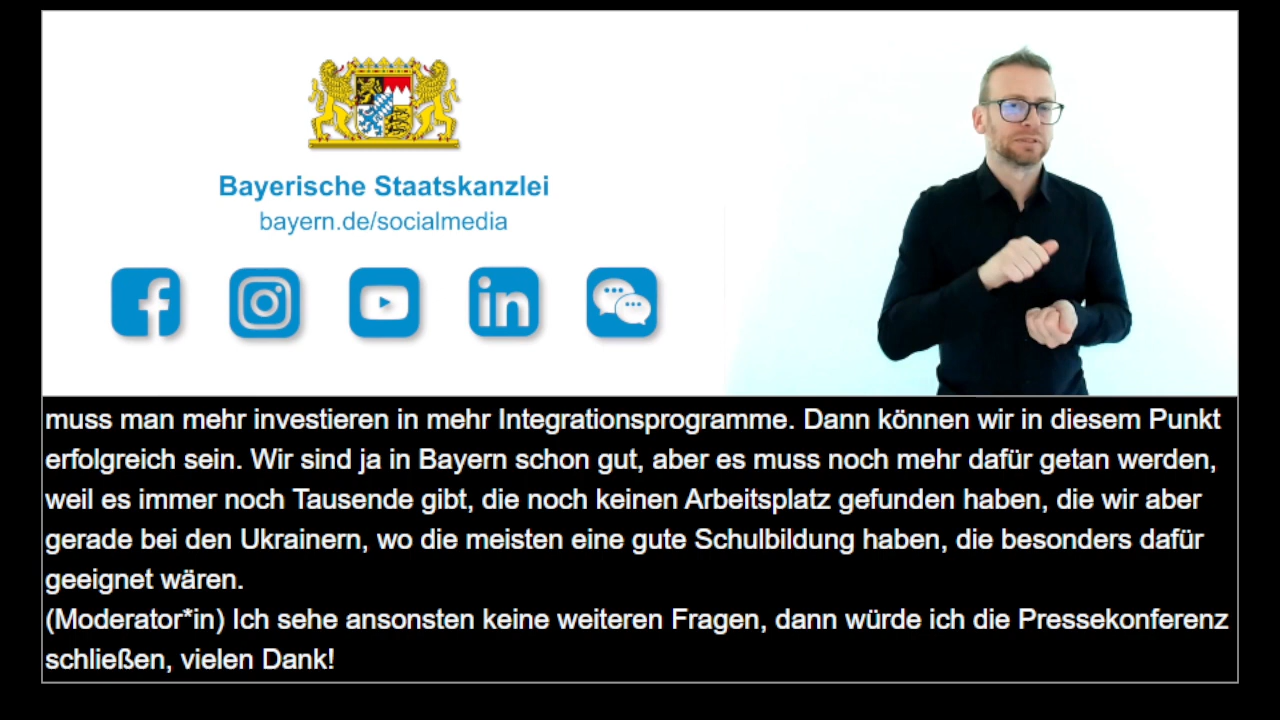 Bayerische Staatskanzlei
bayern.de/socialmedia
muss man mehr investieren in mehr Integrationsprogramme. Dann können wir in diesem Punkt
erfolgreich sein. Wir sind ja in Bayern schon gut, aber es muss noch mehr dafür getan werden,
weil es immer noch Tausende gibt, die noch keinen Arbeitsplatz gefunden haben, die wir aber
gerade bei den Ukrainern, wo die meisten eine gute Schulbildung haben, die besonders dafür
geeignet wären.
(Moderator*in) Ich sehe ansonsten keine weiteren Fragen, dann würde ich die Pressekonferenz
schließen, vielen Dank!